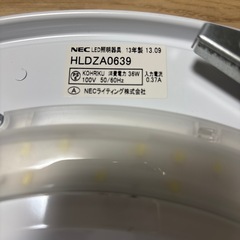 NEC LED照明器具 13年製 13.09
HLDZA0639
KOHRIKU 消費電力 36W 入力電流
100V 50/60Hz 0.37A
NECライティング株式会社